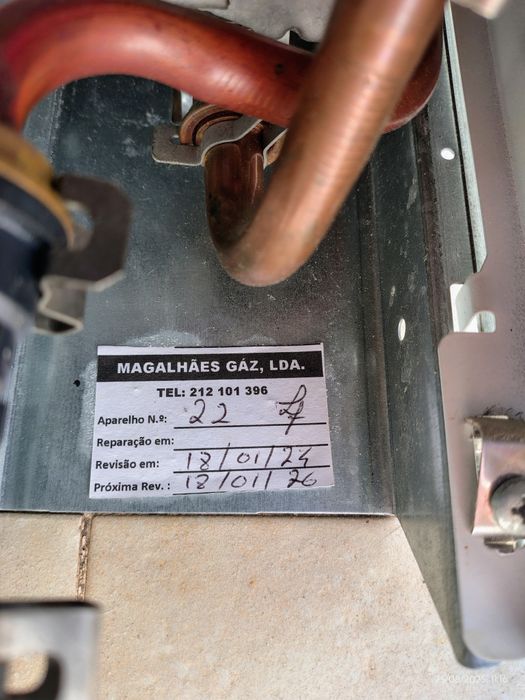 MAGALHÃES GÁZ, LDA.
TEL: 212 101 396
Aparelho N.º: 22
Reparação em:
Revisão em: 18/01/24
Próxima Rev.: 18/01/26